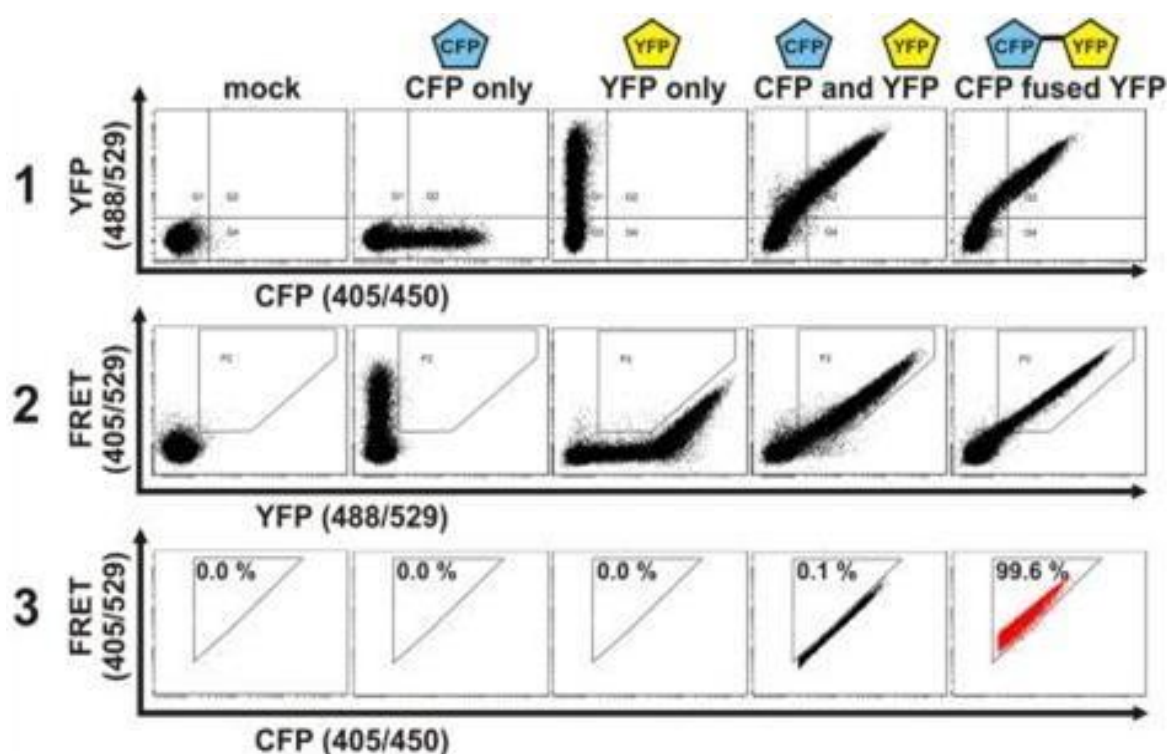 CFP YFP CFP YFP CFP YFP
mock CFP only YFP only CFP and YFP CFP fused YFP
1
YFP
(488/529)
CFP (405/450)
2
FRET
(405/529)
P2 P2
YFP (488/529)
3
FRET
(405/529)
0.0 % 0.0 % 0.0 % 0.1 % 99.6 %
CFP (405/450)